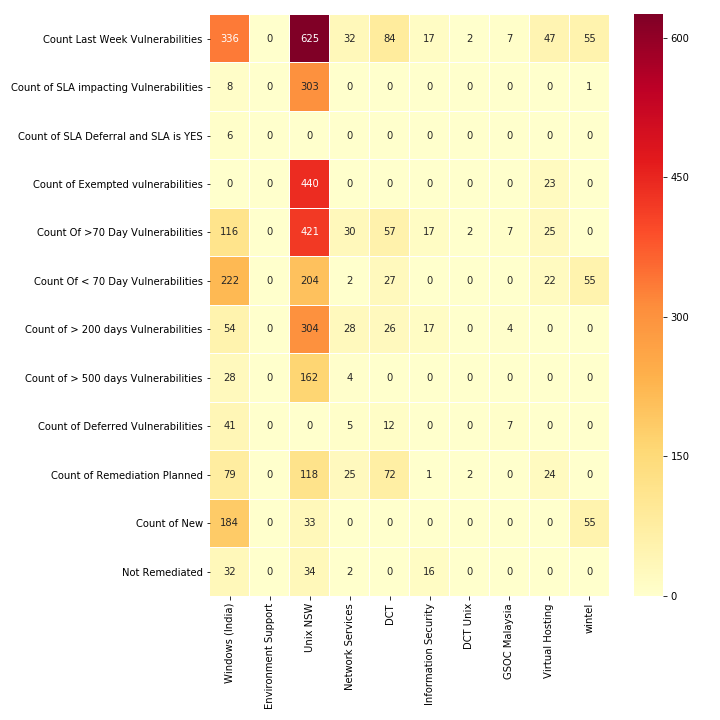 Count Last Week Vulnerabilities 336 0 625 32 84 17 2 7 47 55
Count of SLA impacting Vulnerabilities 8 0 303 0 0 0 0 0 0 1
Count of SLA Deferral and SLA is YES 6 0 0 0 0 0 0 0 0 0
Count of Exempted vulnerabilities 0 0 440 0 0 0 0 0 23 0
Count Of >70 Day Vulnerabilities 116 0 421 30 57 17 2 7 25 0
Count Of < 70 Day Vulnerabilities 222 0 204 2 27 0 0 0 22 55
Count of > 200 days Vulnerabilities 54 0 304 28 26 17 0 4 0 0
Count of > 500 days Vulnerabilities 28 0 162 4 0 0 0 0 0 0
Count of Deferred Vulnerabilities 41 0 0 5 12 0 0 7 0 0
Count of Remediation Planned 79 0 118 25 72 1 2 0 24 0
Count of New 184 0 33 0 0 0 0 0 0 55
Not Remediated 32 0 34 2 0 16 0 0 0 0
Windows (India)
Environment Support
Unix NSW
Network Services
DCT
Information Security
DCT Unix
GSOC Malaysia
Virtual Hosting
wintel
600
450
300
150
0